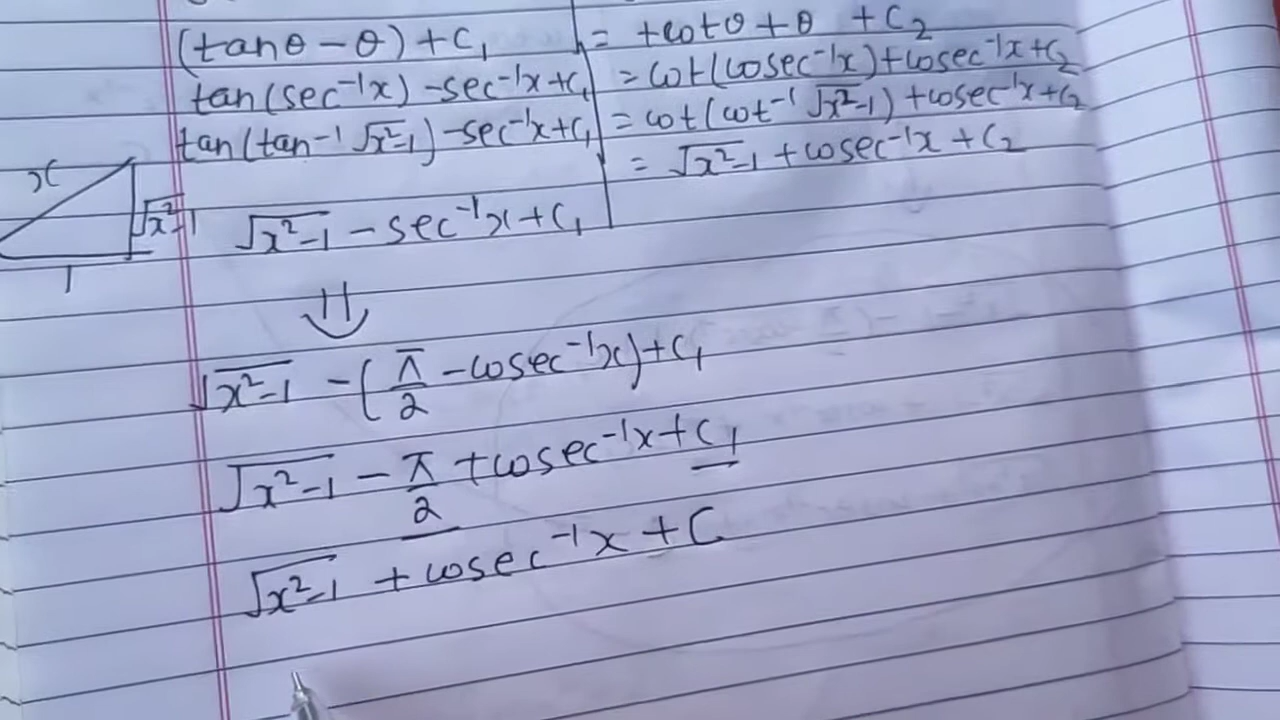 (tanθ - θ) + C₁ = +cotθ + θ + C₂
tan(sec⁻¹x) - sec⁻¹x + C₁ = cot(cosec⁻¹x) + cosec⁻¹x + C₂
tan(tan⁻¹ √x²-1) - sec⁻¹x + C₁ = cot(cot⁻¹ √x²-1) + cosec⁻¹x + C₂
= √x²-1 + cosec⁻¹x + C₂
x
√x²-1
1
√x²-1 - sec⁻¹x + C₁
⇓
√x²-1 - (π/2 - cosec⁻¹x) + C₁
√x²-1 - π/2 + cosec⁻¹x + C₁
√x²-1 + cosec⁻¹x + C